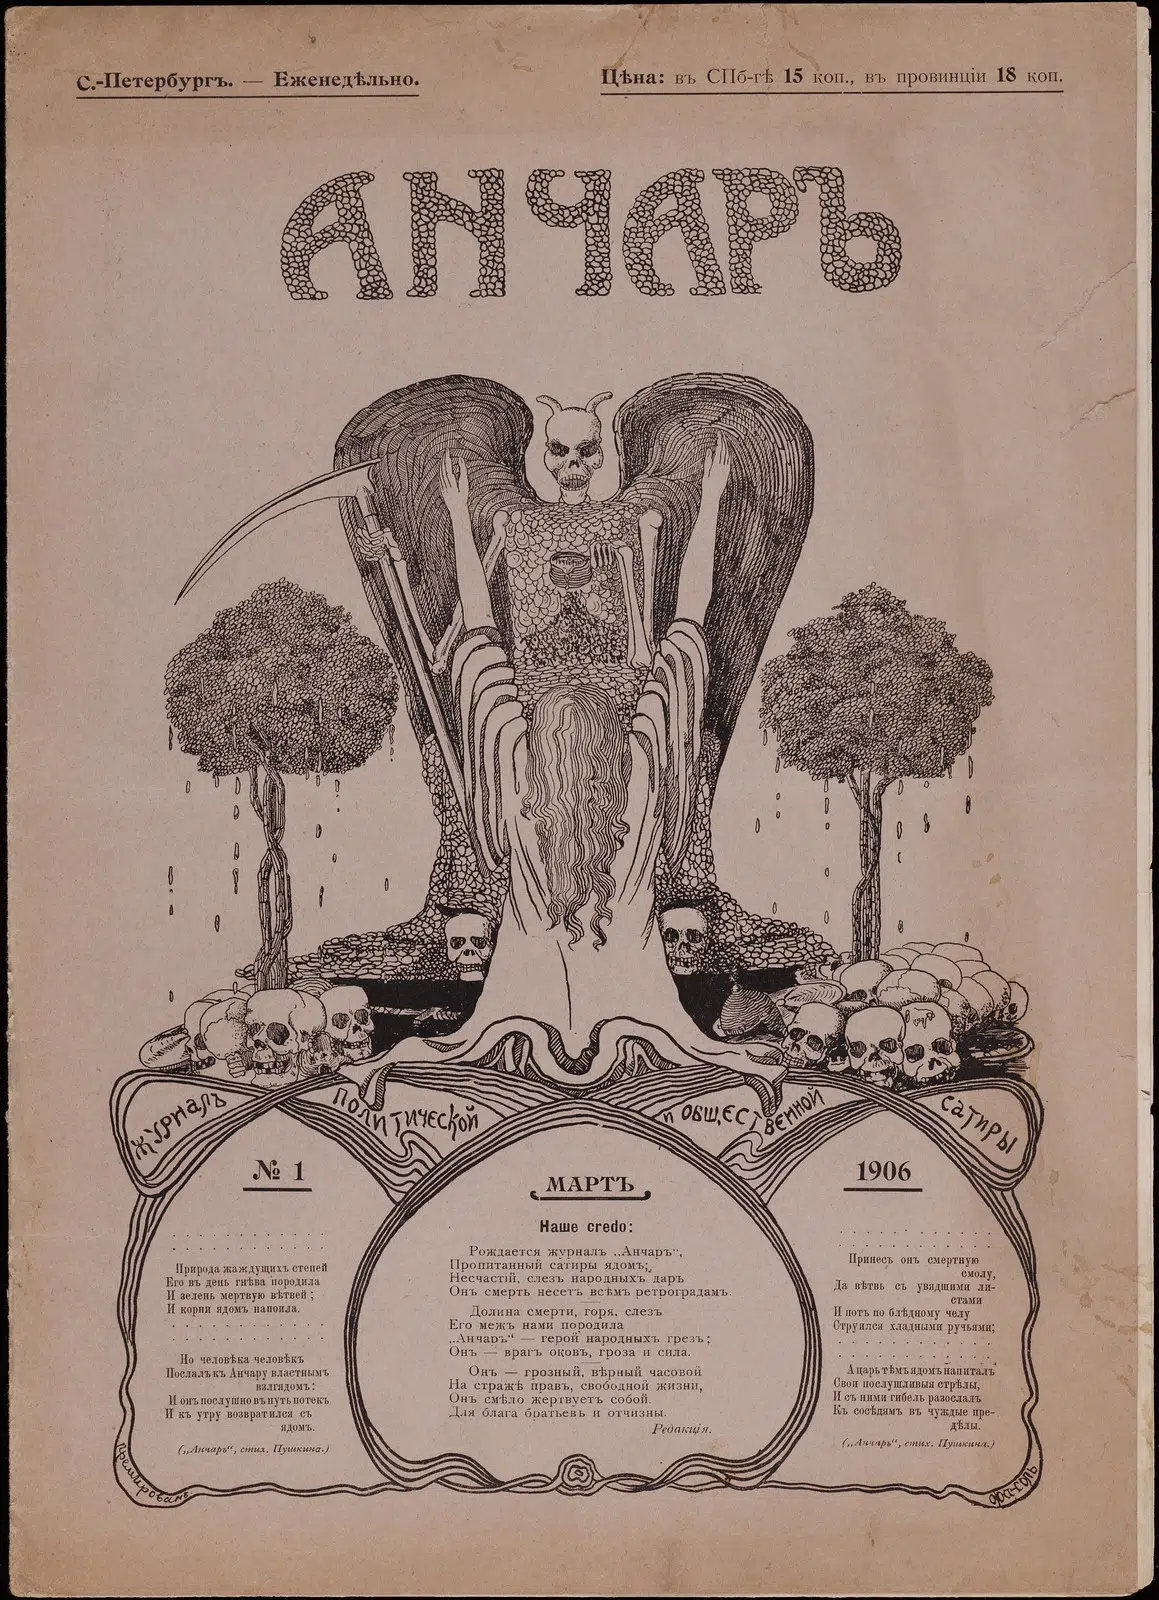 С.-Петербургъ. — Еженедѣльно.
Цѣна: въ СПб-гѣ 15 коп., въ провинціи 18 коп.
АНЧАРЪ
Журналъ политической и общественной сатиры
№ 1
МАРТЪ
1906
Природа жаждущихъ степей
Его въ день гнѣва породила
И зелень мертвую вѣтвей;
И корни ядомъ напоила.
Но человѣка человѣкъ
Послалъ къ Анчару властнымъ
взглядомъ:
И онъ послушно въ путь потекъ
И къ утру возвратился съ
ядомъ.
(„Анчаръ“, стих. Пушкина.)
Наше credo:
Рождается журналъ „Анчаръ“,
Пропитанный сатиры ядомъ;
Несчастій, слезъ народныхъ даръ
Онъ смерть несетъ всѣмъ ретроградамъ.
Долина смерти, горя, слезъ
Его межъ нами породила
„Анчаръ“ — герой народныхъ грезъ;
Онъ — врагъ оковъ, гроза и сила.
Онъ — грозный, вѣрный часовой
На стражѣ правъ, свободной жизни,
Онъ смѣло жертвуетъ собой.
Для блага братьевъ и отчизны.
Редакція.
Принесъ онъ смертную
смолу,
Да вѣтвь съ увядшими ли-
стами
И потъ по блѣдному челу
Струился хладными ручьями;
А царь тѣмъ ядомъ напиталъ
Свои послушливыя стрѣлы,
И съ ними гибель разослалъ
Къ сосѣдямъ въ чуждые пре-
дѣлы.
(„Анчаръ“, стих. Пушкина.)
Премированъ